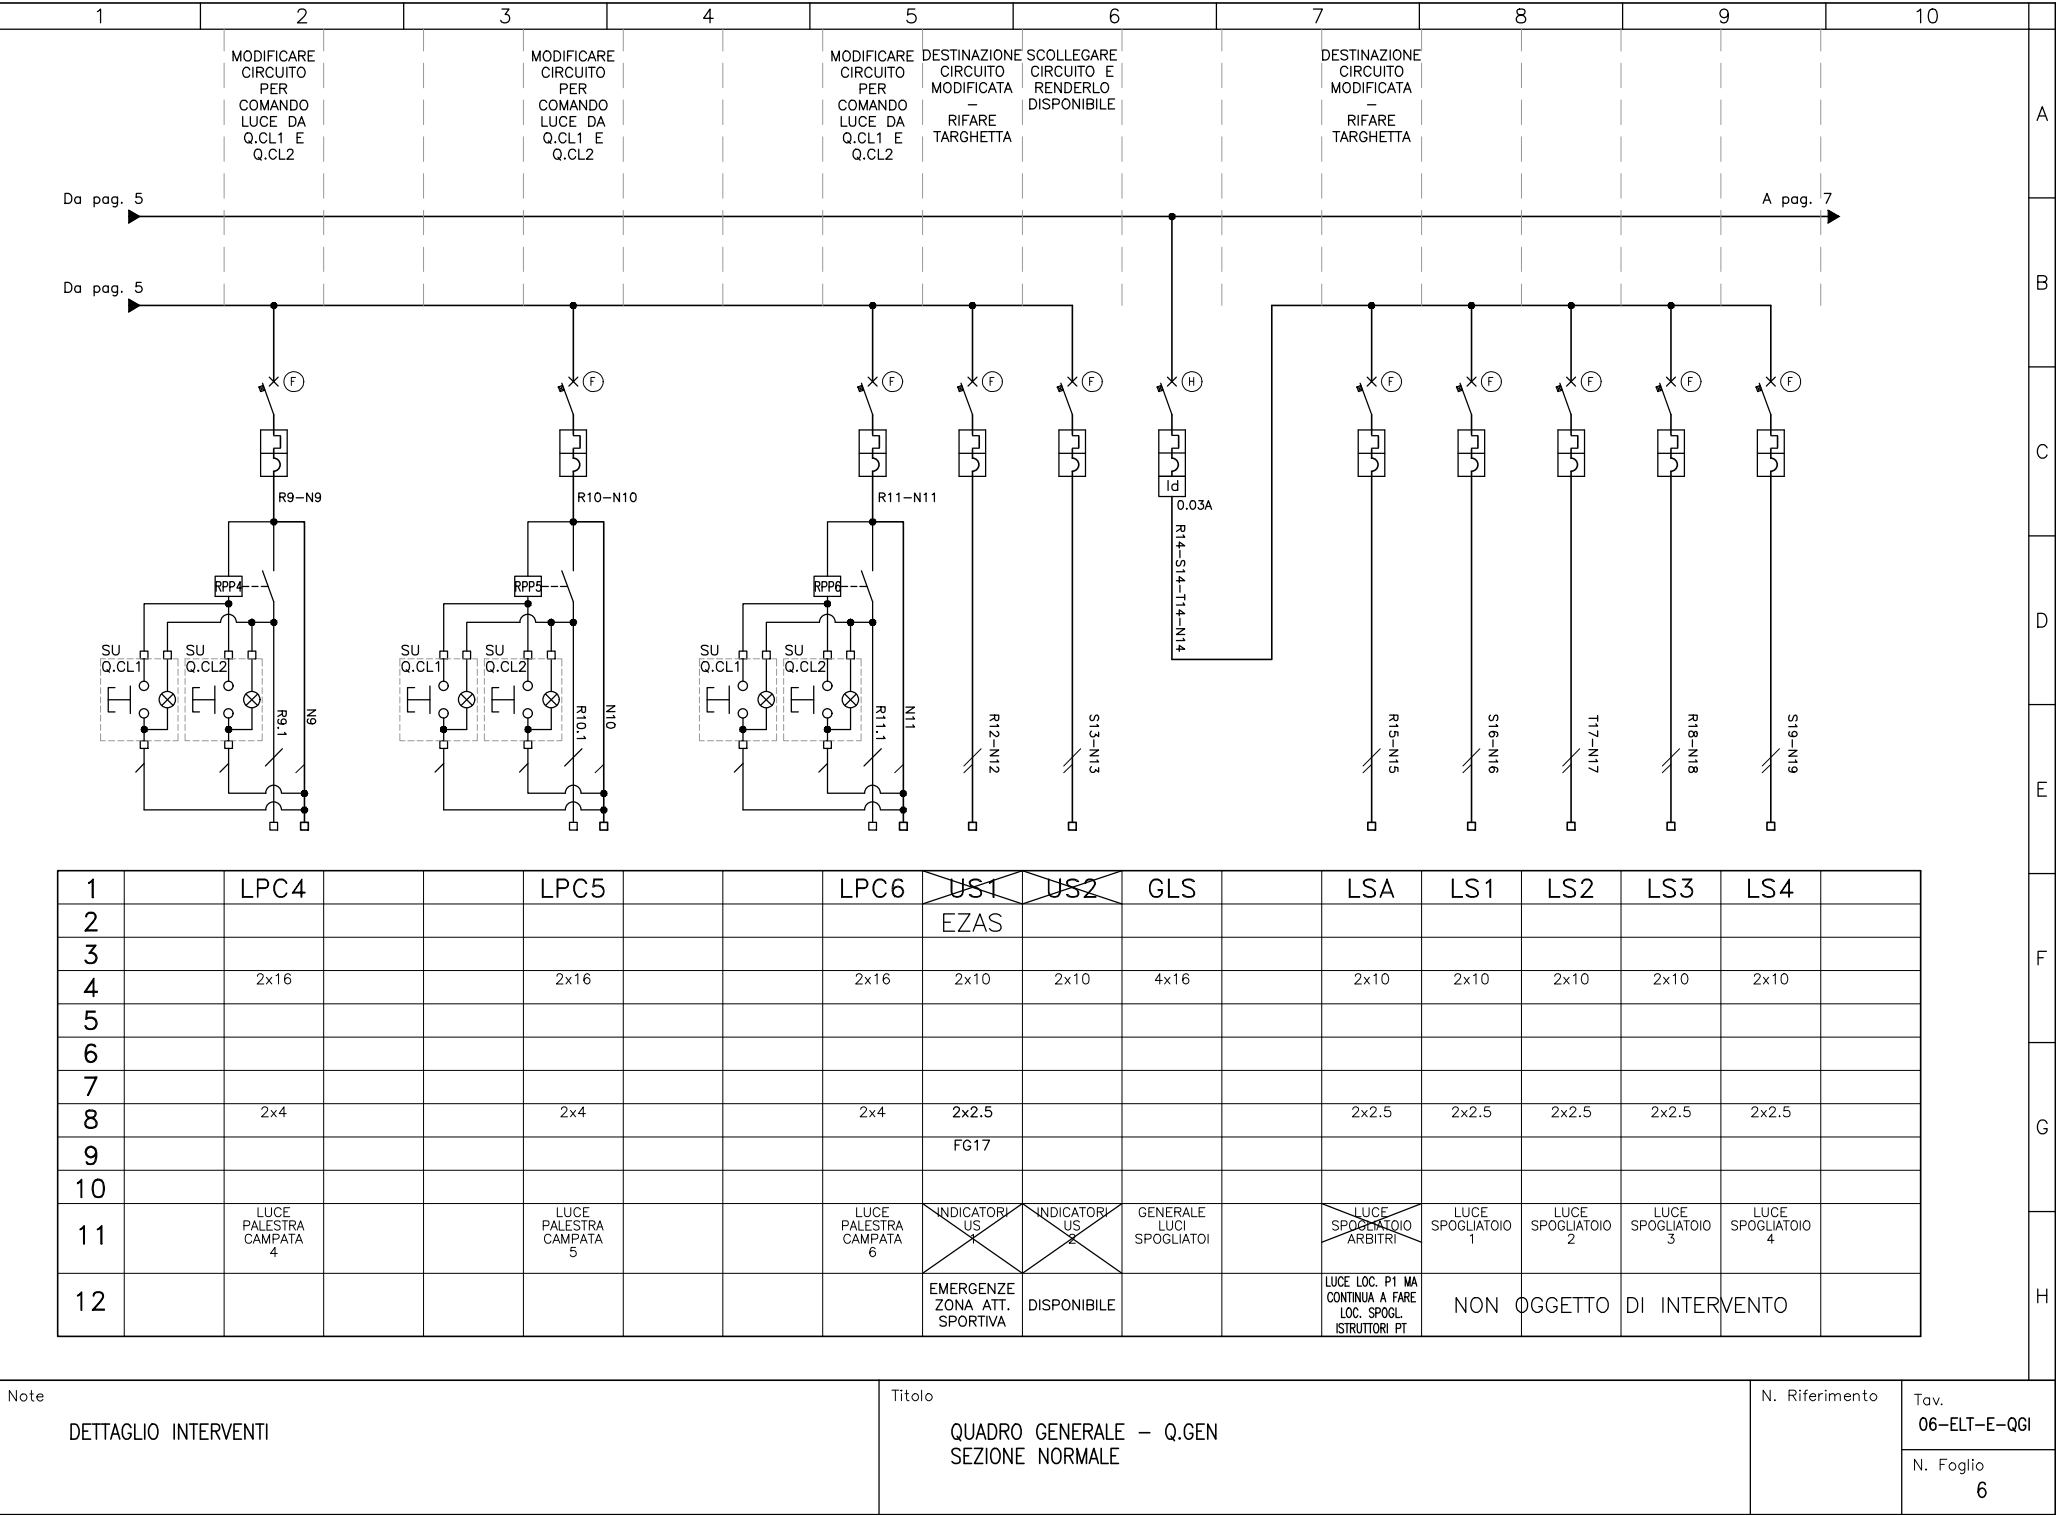 1 2 3 4 5 6 7 8 9 10
MODIFICARE
CIRCUITO
PER
COMANDO
LUCE DA
Q.CL1 E
Q.CL2
MODIFICARE
CIRCUITO
PER
COMANDO
LUCE DA
Q.CL1 E
Q.CL2
MODIFICARE
CIRCUITO
PER
COMANDO
LUCE DA
Q.CL1 E
Q.CL2
DESTINAZIONE
CIRCUITO
MODIFICATA
–
RIFARE
TARGHETTA
SCOLLEGARE
CIRCUITO E
RENDERLO
DISPONIBILE
DESTINAZIONE
CIRCUITO
MODIFICATA
–
RIFARE
TARGHETTA
A
B
C
D
E
F
G
H
Da pag. 5
A pag. 7
Da pag. 5
F F F F F H F F F F F
Id
0.03A
R14–S14–T14–N14
R9–N9
RPP4
SU
Q.CL1
SU
Q.CL2
R9.1
N9
R10–N10
RPP5
SU
Q.CL1
SU
Q.CL2
R10.1
N10
R11–N11
RPP6
SU
Q.CL1
SU
Q.CL2
R11.1
N11
R12–N12
S13–N13
R15–N15
S16–N16
T17–N17
R18–N18
S19–N19
1 LPC4 LPC5 LPC6 US1 US2 GLS LSA LS1 LS2 LS3 LS4
2 EZAS
3
4 2x16 2x16 2x16 2x10 2x10 4x16 2x10 2x10 2x10 2x10 2x10
5
6
7
8 2x4 2x4 2x4 2x2.5 2x2.5 2x2.5 2x2.5 2x2.5 2x2.5
9 FG17
10
11
LUCE
PALESTRA
CAMPATA
4
LUCE
PALESTRA
CAMPATA
5
LUCE
PALESTRA
CAMPATA
6
INDICATORI
US
1
INDICATORI
US
2
GENERALE
LUCI
SPOGLIATOI
LUCE
SPOGLIATOIO
ARBITRI
LUCE
SPOGLIATOIO
1
LUCE
SPOGLIATOIO
2
LUCE
SPOGLIATOIO
3
LUCE
SPOGLIATOIO
4
12
EMERGENZE
ZONA ATT.
SPORTIVA
DISPONIBILE
LUCE LOC. P1 MA
CONTINUA A FARE
LOC. SPOGL.
ISTRUTTORI PT
NON OGGETTO DI INTERVENTO
Note
DETTAGLIO INTERVENTI
Titolo
QUADRO GENERALE – Q.GEN
SEZIONE NORMALE
N. Riferimento
Tav.
06–ELT–E–QGI
N. Foglio
6